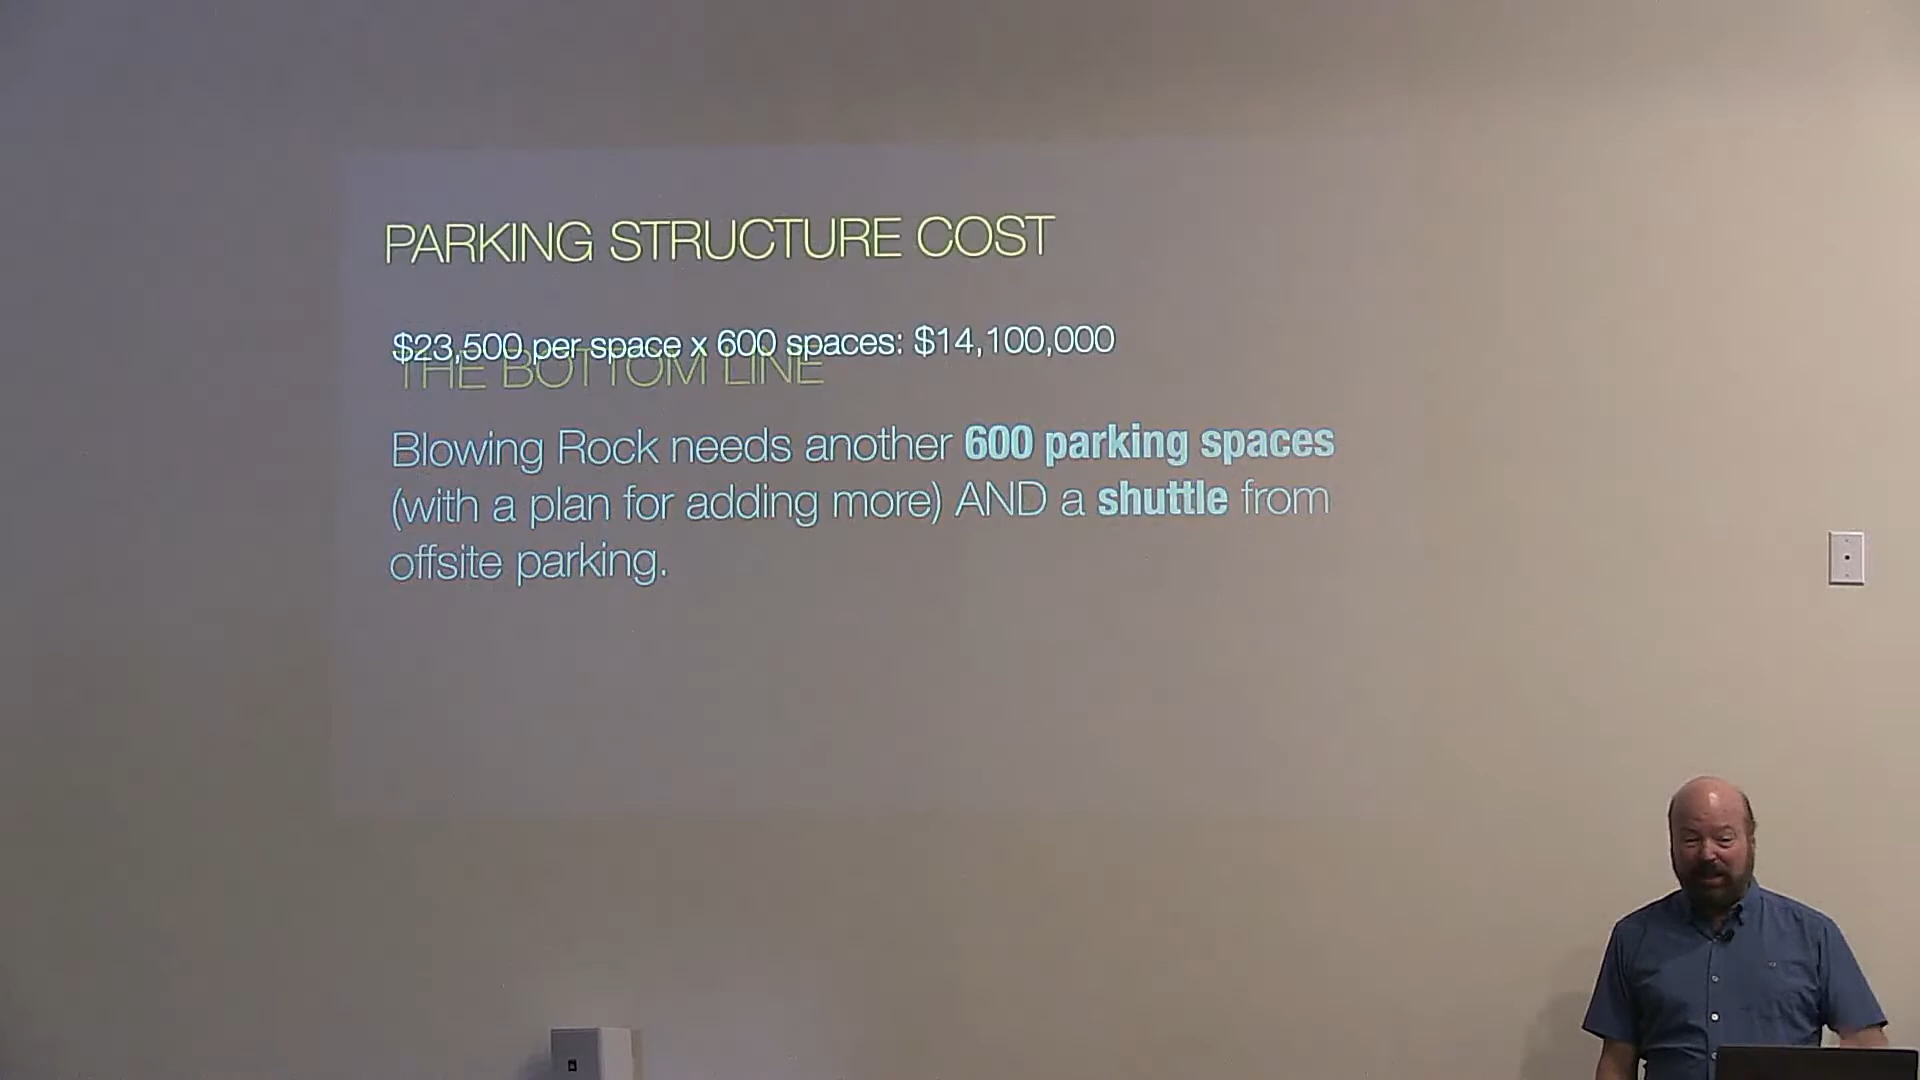 PARKING STRUCTURE COST
$23,500 per space x 600 spaces: $14,100,000
THE BOTTOM LINE
Blowing Rock needs another 600 parking spaces
(with a plan for adding more) AND a shuttle from
offsite parking.